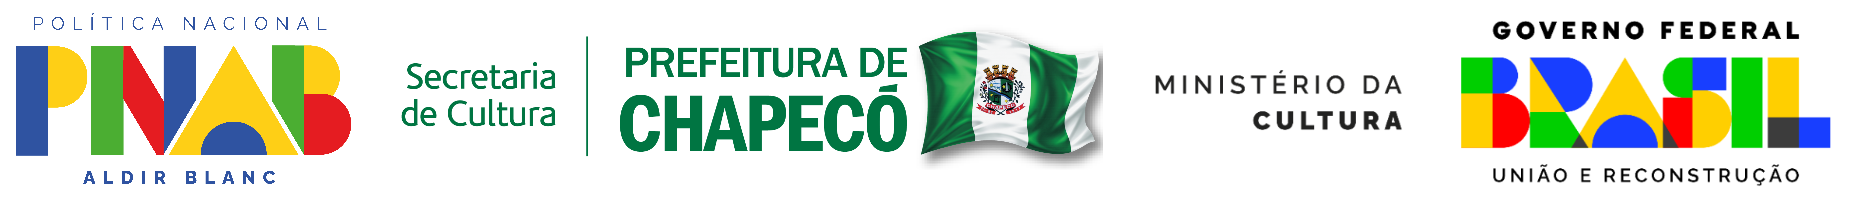 POLÍTICA NACIONAL
PNAB
ALDIR BLANC
Secretaria
de Cultura
PREFEITURA DE
CHAPECÓ
MINISTÉRIO DA
CULTURA
GOVERNO FEDERAL
BRASIL
UNIÃO E RECONSTRUÇÃO